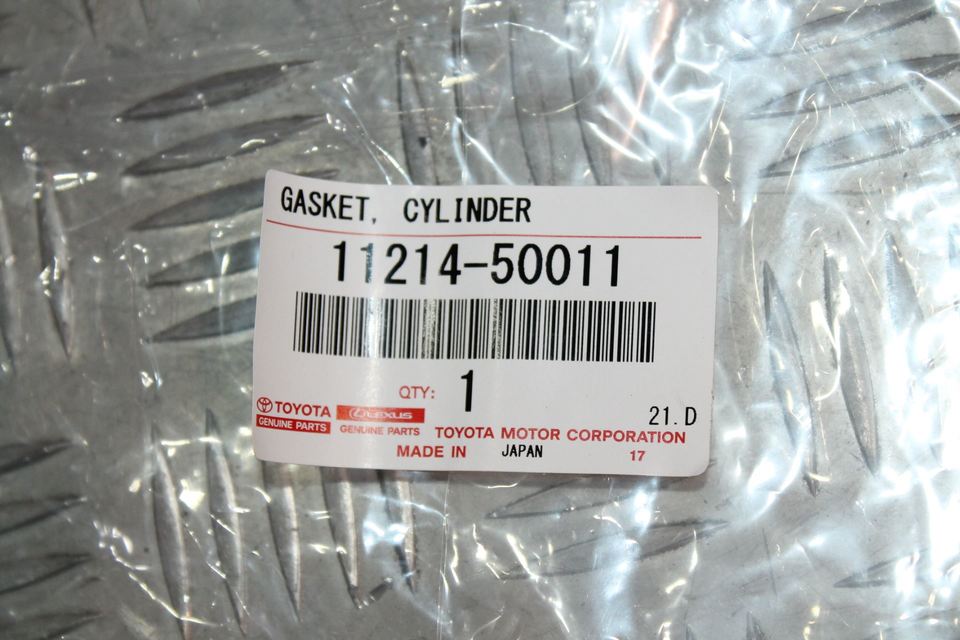 GASKET, CYLINDER
11214-50011
QTY: 1
21.D
TOYOTA LEXUS
GENUINE PARTS GENUINE PARTS
TOYOTA MOTOR CORPORATION
MADE IN JAPAN 17